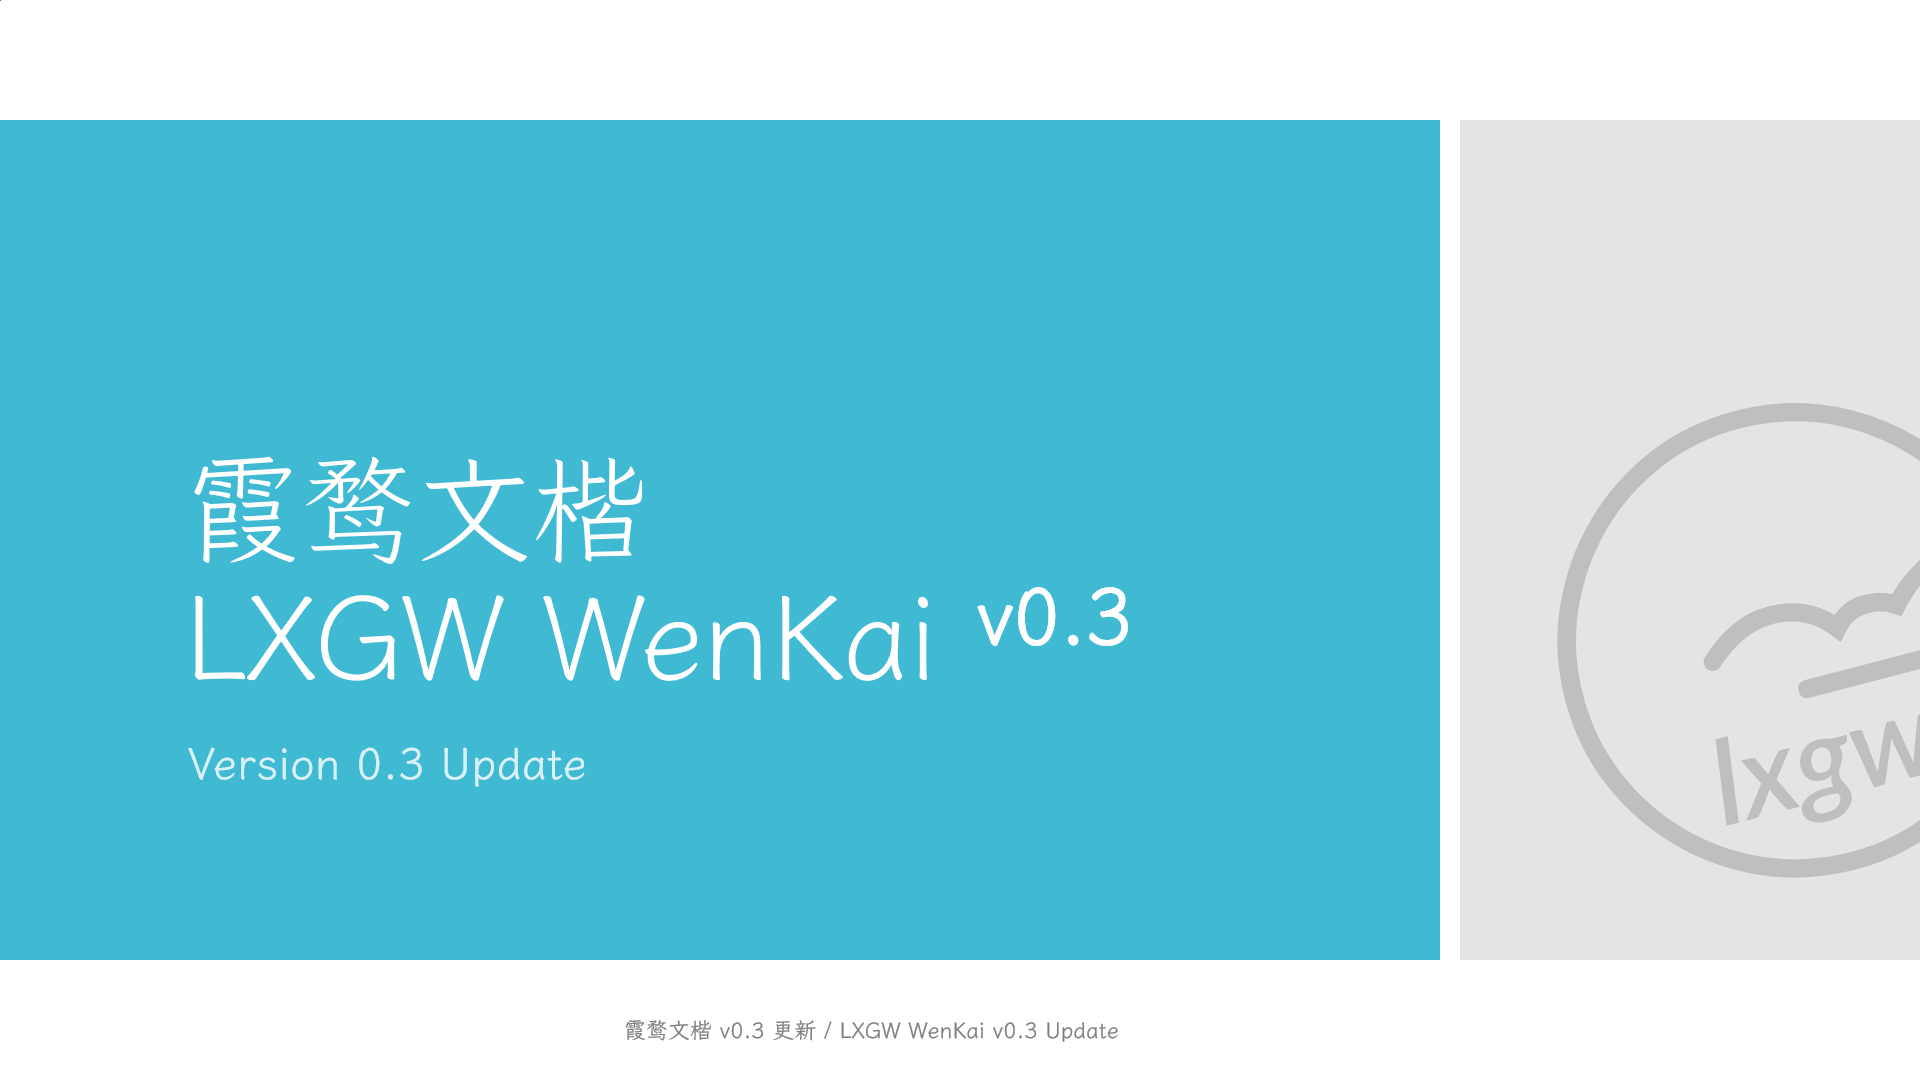 霞鹜文楷
LXGW WenKai v0.3
Version 0.3 Update
lxgw
霞鹜文楷 v0.3 更新 / LXGW WenKai v0.3 Update